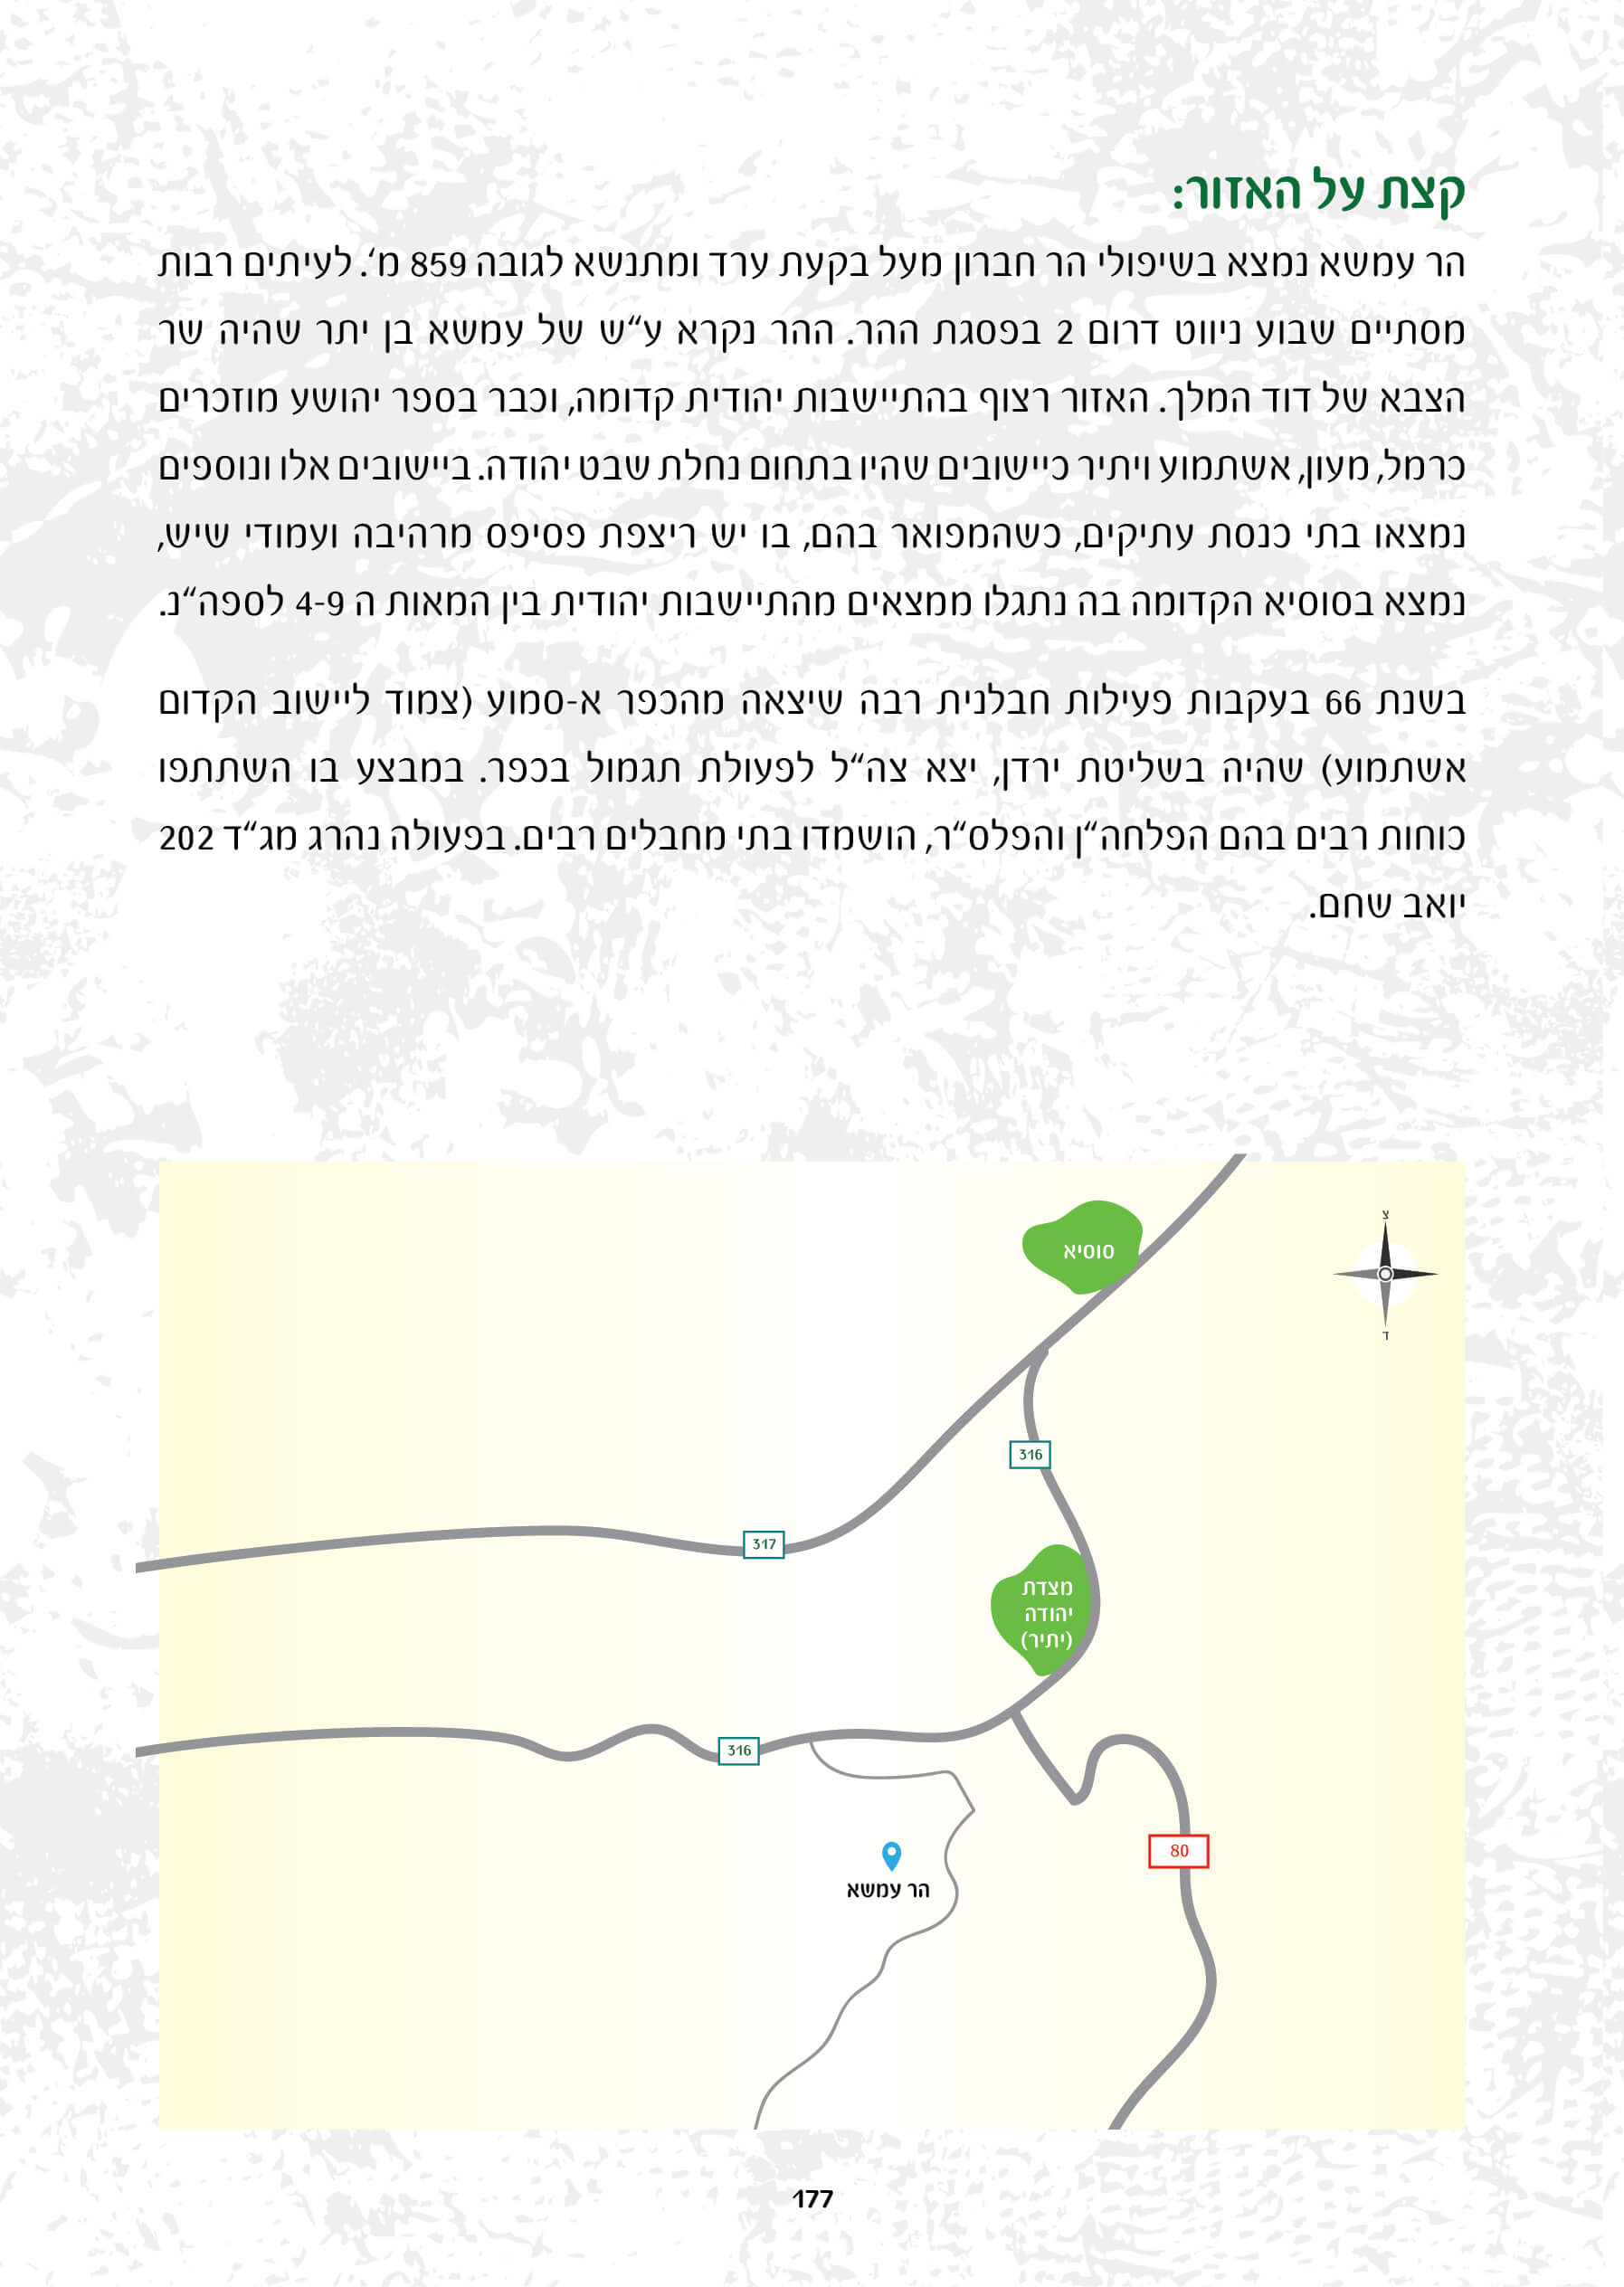 קצת על האזור:
הר עמשא נמצא בשיפולי הר חברון מעל בקעת ערד ומתנשא לגובה 859 מ‘. לעיתים רבות
מסתיים שבוע ניווט דרום 2 בפסגת ההר. ההר נקרא ע“ש של עמשא בן יתר שהיה שר
הצבא של דוד המלך. האזור רצוף בהתיישבות יהודית קדומה, וכבר בספר יהושע מוזכרים
כרמל, מעון, אשתמוע ויתיר כיישובים שהיו בתחום נחלת שבט יהודה. ביישובים אלו ונוספים
נמצאו בתי כנסת עתיקים, כשהמפואר בהם, בו יש ריצפת פסיפס מרהיבה ועמודי שיש,
נמצא בסוסיא הקדומה בה נתגלו ממצאים מהתיישבות יהודית בין המאות ה 4-9 לספה“נ.
בשנת 66 בעקבות פעילות חבלנית רבה שיצאה מהכפר א-סמוע (צמוד ליישוב הקדום
אשתמוע) שהיה בשליטת ירדן, יצא צה“ל לפעולת תגמול בכפר. במבצע בו השתתפו
כוחות רבים בהם הפלחה“ן והפלס“ר, הושמדו בתי מחבלים רבים. בפעולה נהרג מג“ד 202
יואב שחם.
צ
סוסיא
ד
316
317
מצדת
יהודה
(יתיר)
316
80
הר עמשא
177